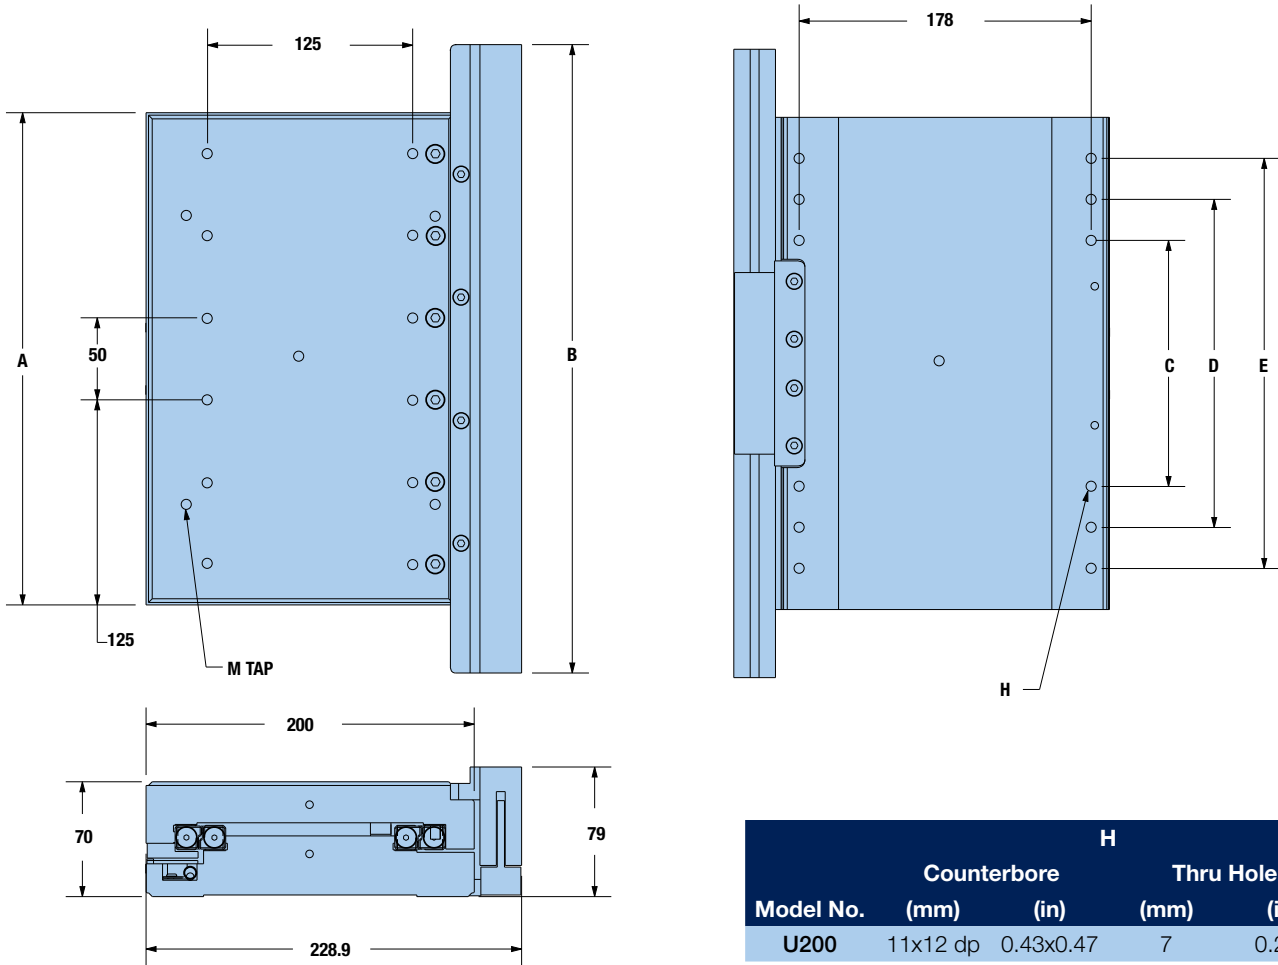 125
178
A
50
B
C
D
E
125
M TAP
H
200
70
79
228.9
H
Counterbore Thru Hole
Model No. (mm) (in) (mm)
U200 11x12 dp 0.43x0.47 7